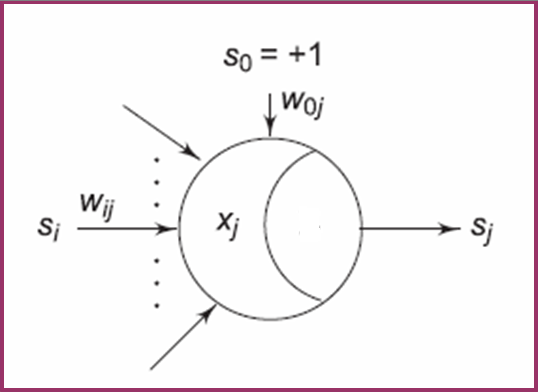 s₀ = +1
w₀ⱼ
wᵢⱼ
sᵢ
xⱼ
sⱼ